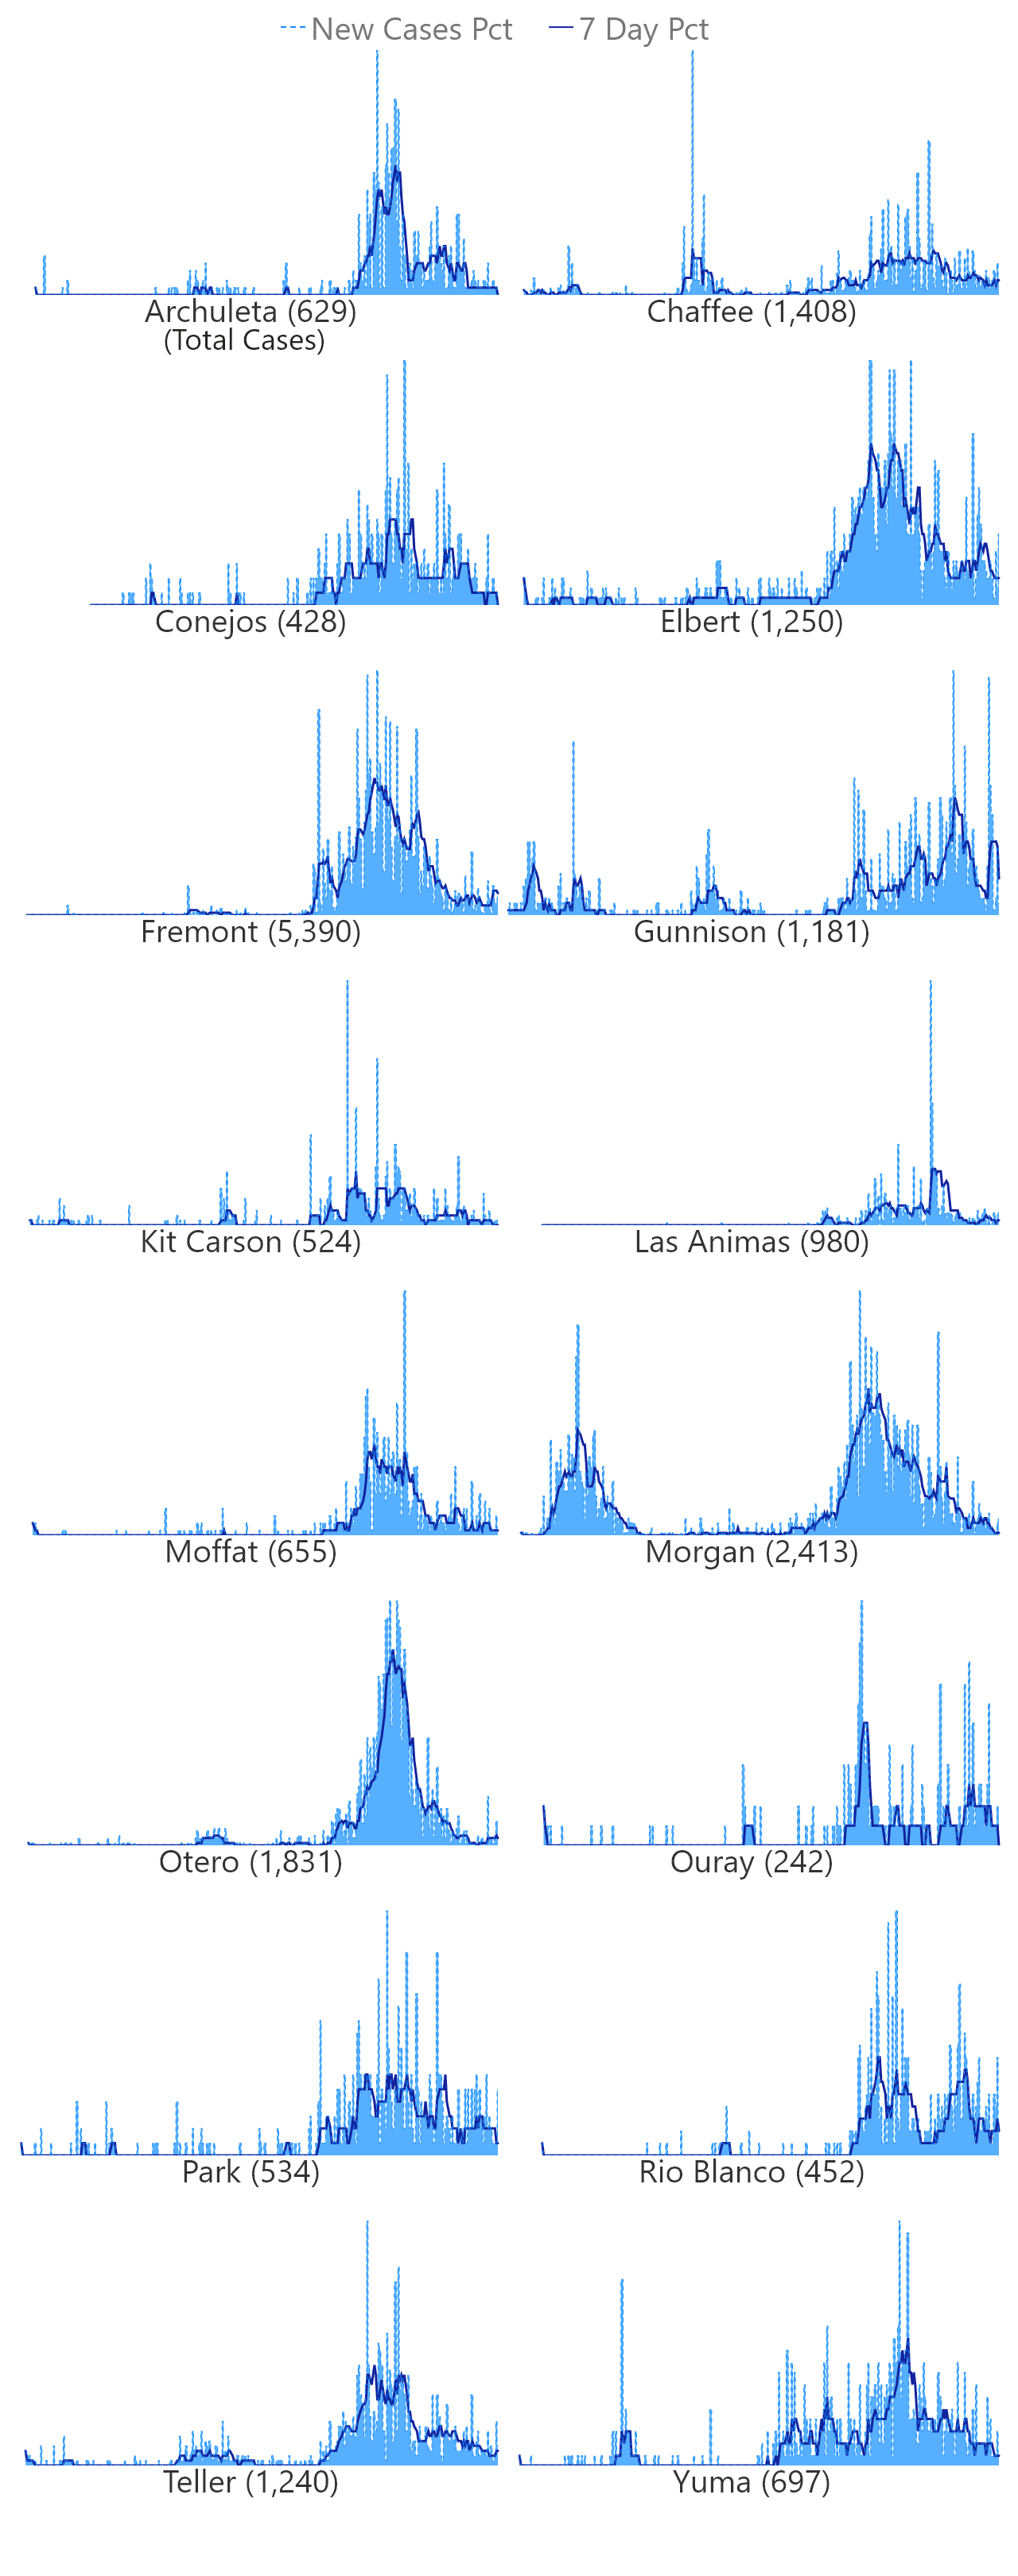 New Cases Pct 7 Day Pct
Archuleta (629) Chaffee (1,408)
(Total Cases)
Conejos (428) Elbert (1,250)
Fremont (5,390) Gunnison (1,181)
Kit Carson (524) Las Animas (980)
Moffat (655) Morgan (2,413)
Otero (1,831) Ouray (242)
Park (534) Rio Blanco (452)
Teller (1,240) Yuma (697)